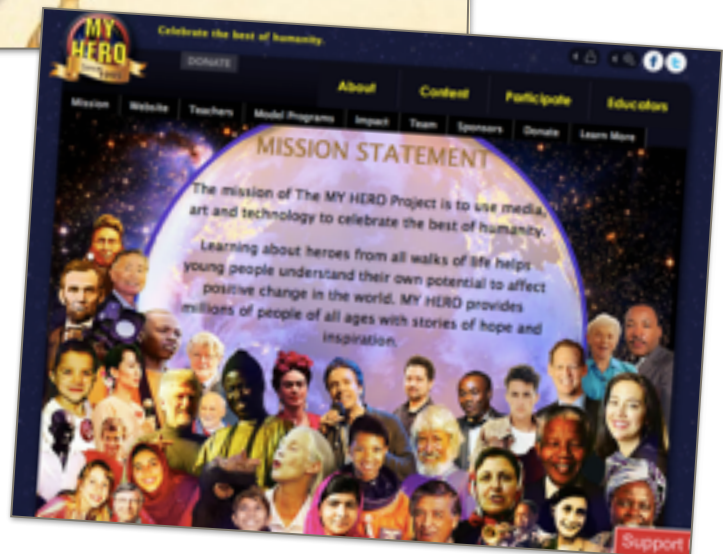 MY
HERO
Celebrate the best of humanity.
DONATE
About Content Participate Educators
Mission Website Teachers Model Programs Impact Team Sponsors Donate Learn More
MISSION STATEMENT
The mission of The MY HERO Project is to use media,
art and technology to celebrate the best of humanity.
Learning about heroes from all walks of life helps
young people understand their own potential to affect
positive change in the world. MY HERO provides
millions of people of all ages with stories of hope and
inspiration.
Support